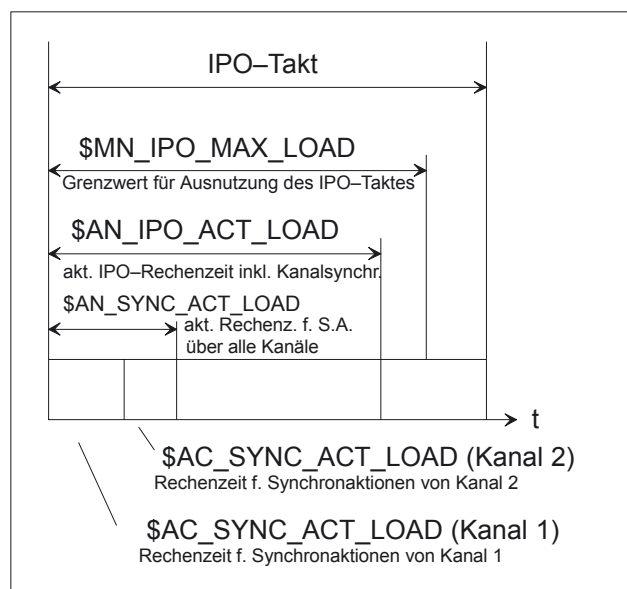 IPO–Takt
$MN_IPO_MAX_LOAD
Grenzwert für Ausnutzung des IPO–Taktes
$AN_IPO_ACT_LOAD
akt. IPO–Rechenzeit inkl. Kanalsynchr.
$AN_SYNC_ACT_LOAD
akt. Rechenz. f. S.A.
über alle Kanäle
t
$AC_SYNC_ACT_LOAD (Kanal 2)
Rechenzeit f. Synchronaktionen von Kanal 2
$AC_SYNC_ACT_LOAD (Kanal 1)
Rechenzeit f. Synchronaktionen von Kanal 1